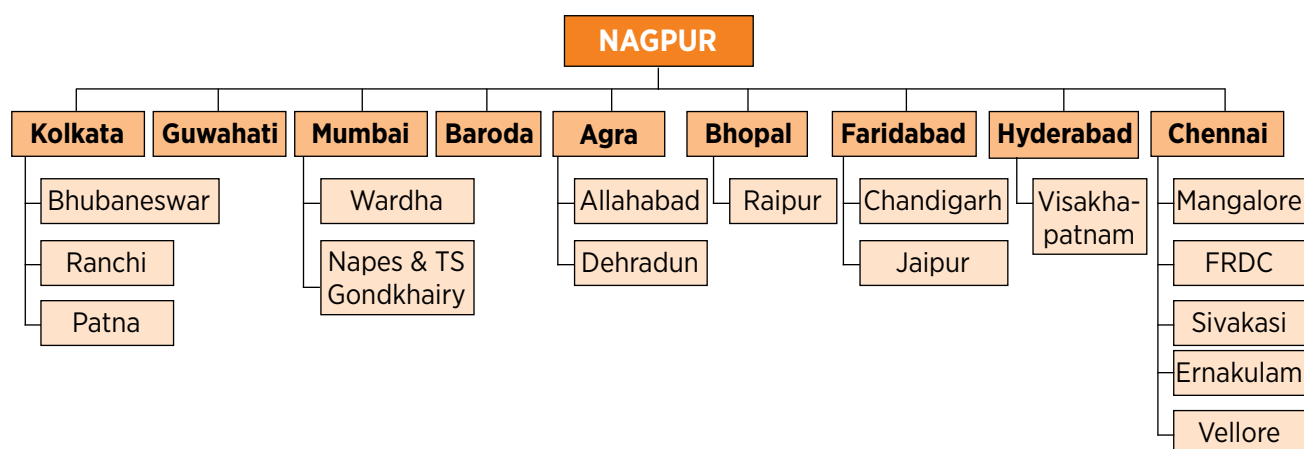 NAGPUR
Kolkata
Guwahati
Mumbai
Baroda
Agra
Bhopal
Faridabad
Hyderabad
Chennai
Bhubaneswar
Ranchi
Patna
Wardha
Napes & TS
Gondkhairy
Allahabad
Dehradun
Raipur
Chandigarh
Jaipur
Visakha-
patnam
Mangalore
FRDC
Sivakasi
Ernakulam
Vellore